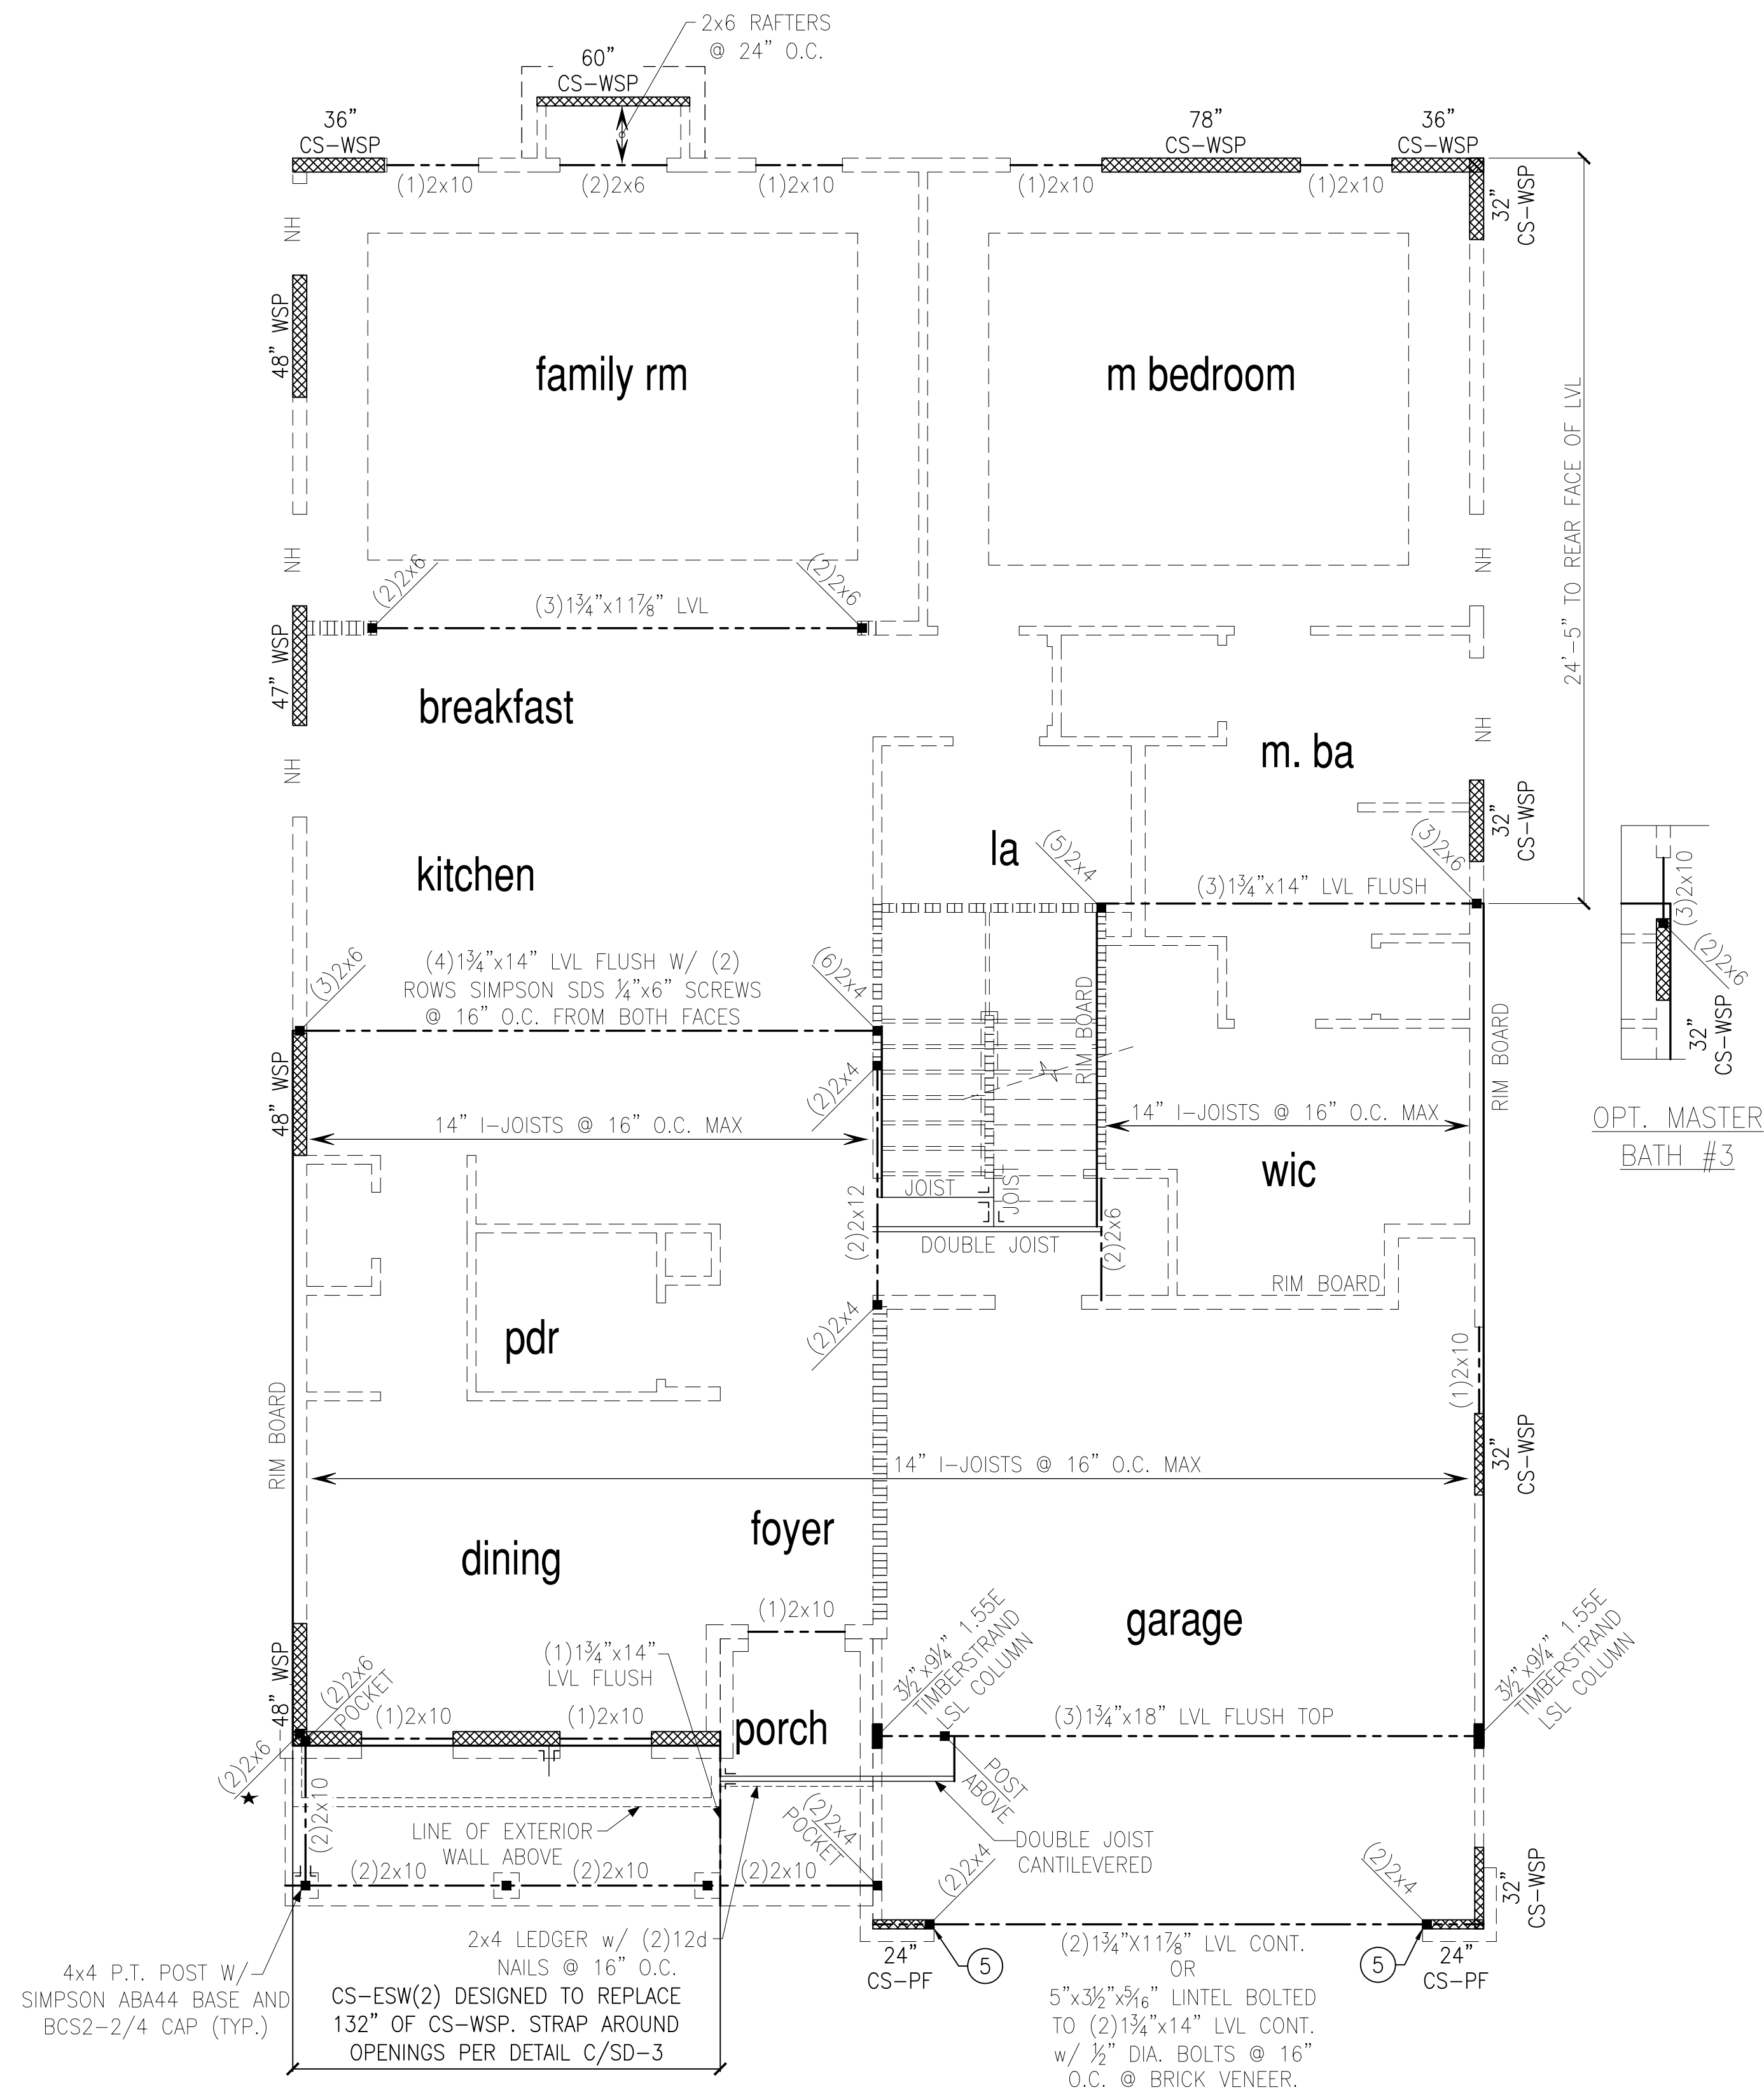 2x6 RAFTERS
@ 24" O.C.
60"
CS-WSP
36"
CS-WSP
78"
CS-WSP
36"
CS-WSP
(1)2x10
(2)2x6
(1)2x10
(1)2x10
(1)2x10
32"
CS-WSP
NH
48" WSP
family rm
m bedroom
24'-5" TO REAR FACE OF LVL
NH
NH
(2)2x6
(2)2x6
(3)1¾"x11⅞" LVL
47" WSP
breakfast
NH
NH
m. ba
32"
CS-WSP
kitchen
la
(5)2x4
(3)2x6
(3)1¾"x14" LVL FLUSH
(3)2x10
(2)2x6
32"
CS-WSP
OPT. MASTER
BATH #3
(3)2x6
(4)1¾"x14" LVL FLUSH W/ (2)
ROWS SIMPSON SDS ¼"x6" SCREWS
@ 16" O.C. FROM BOTH FACES
(6)2x4
RIM BOARD
RIM BOARD
48" WSP
(2)2x4
14" I-JOISTS @ 16" O.C. MAX
14" I-JOISTS @ 16" O.C. MAX
wic
JOIST
JOIST
(2)2x12
DOUBLE JOIST
(2)2x6
RIM BOARD
(2)2x4
pdr
(1)2x10
RIM BOARD
32"
CS-WSP
14" I-JOISTS @ 16" O.C. MAX
foyer
dining
(1)2x10
garage
3½"x9¼" 1.55E
TIMBERSTRAND
LSL COLUMN
3½"x9¼" 1.55E
TIMBERSTRAND
LSL COLUMN
(1)1¾"x14"
LVL FLUSH
48" WSP
(2)2x6
POCKET
(1)2x10
(1)2x10
porch
(3)1¾"x18" LVL FLUSH TOP
POST
ABOVE
(2)2x6
★
(2)2x10
LINE OF EXTERIOR
WALL ABOVE
(2)2x4
POCKET
DOUBLE JOIST
CANTILEVERED
(2)2x10
(2)2x10
(2)2x10
(2)2x4
(2)2x4
32"
CS-WSP
2x4 LEDGER w/ (2)12d
NAILS @ 16" O.C.
24"
CS-PF
5
5
24"
CS-PF
4x4 P.T. POST W/
SIMPSON ABA44 BASE AND
BCS2-2/4 CAP (TYP.)
CS-ESW(2) DESIGNED TO REPLACE
132" OF CS-WSP. STRAP AROUND
OPENINGS PER DETAIL C/SD-3
(2)1¾"X11⅞" LVL CONT.
OR
5"x3½"x5⁄16" LINTEL BOLTED
TO (2)1¾"x14" LVL CONT.
w/ ½" DIA. BOLTS @ 16"
O.C. @ BRICK VENEER.